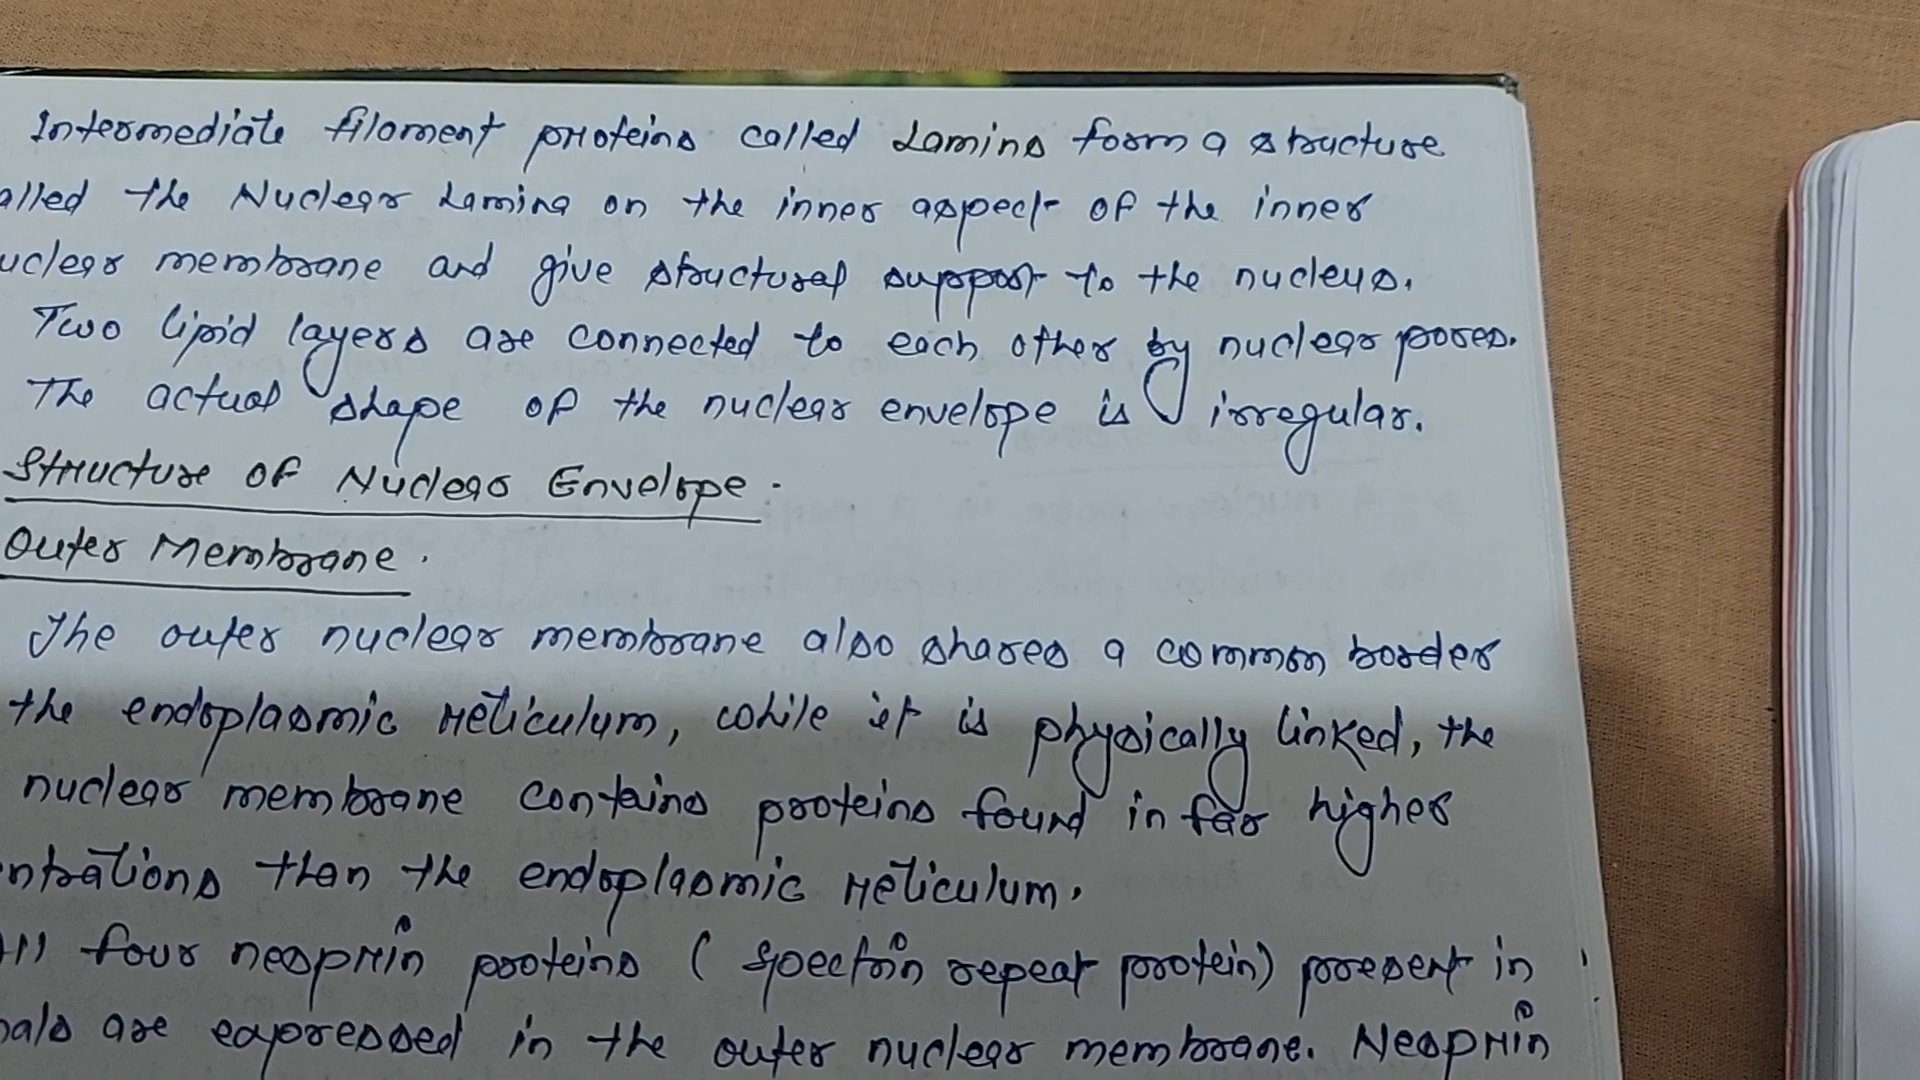 Intermediate filament proteins called Lamins form a structure
alled the Nuclear Lamina on the inner aspect of the inner
uclear membrane and give structural support to the nucleus.
Two lipid layers are connected to each other by nuclear pores.
The actual shape of the nuclear envelope is irregular.
Structure of Nuclear Envelope.
Outer Membrane.
The outer nuclear membrane also shares a common border
the endoplasmic reticulum, while it is physically linked, the
nuclear membrane contains proteins found in far higher
entrations than the endoplasmic reticulum.
All four nesprin proteins (spectrin repeat protein) present in
mals are expressed in the outer nuclear membrane. Nesprin